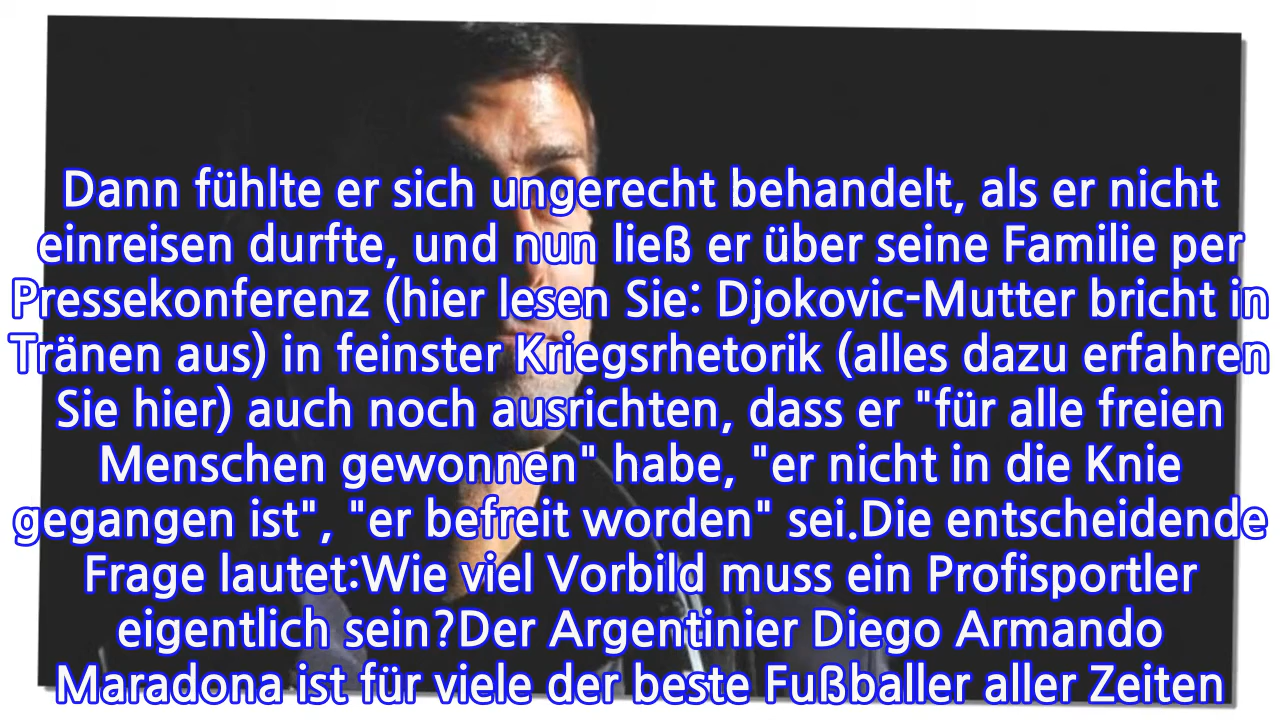 Dann fühlte er sich ungerecht behandelt, als er nicht
einreisen durfte, und nun ließ er über seine Familie per
Pressekonferenz (hier lesen Sie: Djokovic-Mutter bricht in
Tränen aus) in feinster Kriegsrhetorik (alles dazu erfahren
Sie hier) auch noch ausrichten, dass er "für alle freien
Menschen gewonnen" habe, "er nicht in die Knie
gegangen ist", "er befreit worden" sei.Die entscheidende
Frage lautet:Wie viel Vorbild muss ein Profisportler
eigentlich sein?Der Argentinier Diego Armando
Maradona ist für viele der beste Fußballer aller Zeiten